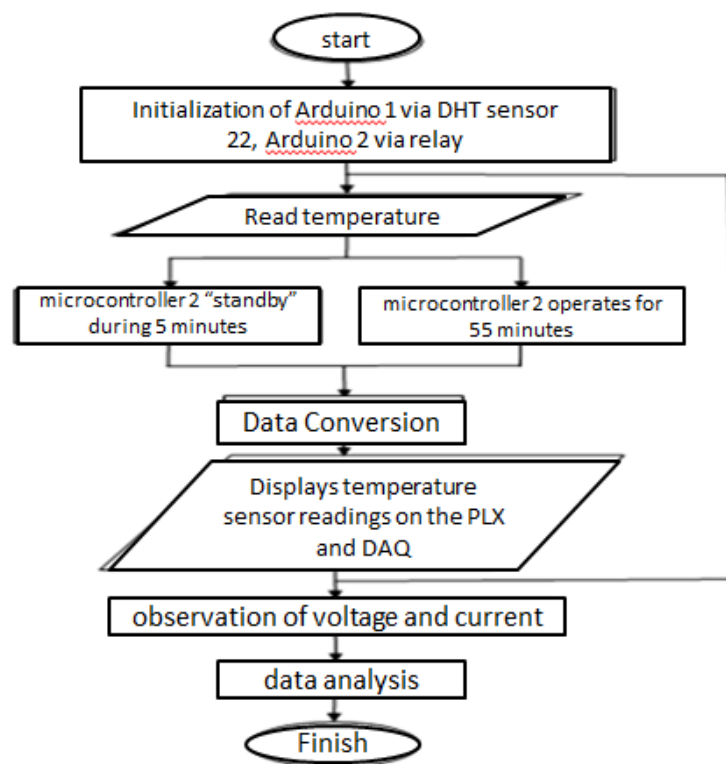 start
Initialization of Arduino 1 via DHT sensor
22, Arduino 2 via relay
Read temperature
microcontroller 2 “standby”
during 5 minutes
microcontroller 2 operates for
55 minutes
Data Conversion
Displays temperature
sensor readings on the PLX
and DAQ
observation of voltage and current
data analysis
Finish